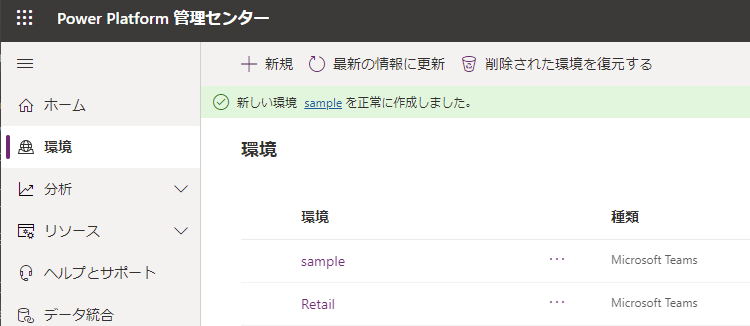 Power Platform 管理センター
新規 最新の情報に更新 削除された環境を復元する
新しい環境 sample を正常に作成しました。
ホーム
環境
分析
リソース
ヘルプとサポート
データ統合
環境
環境 種類
sample ... Microsoft Teams
Retail ... Microsoft Teams